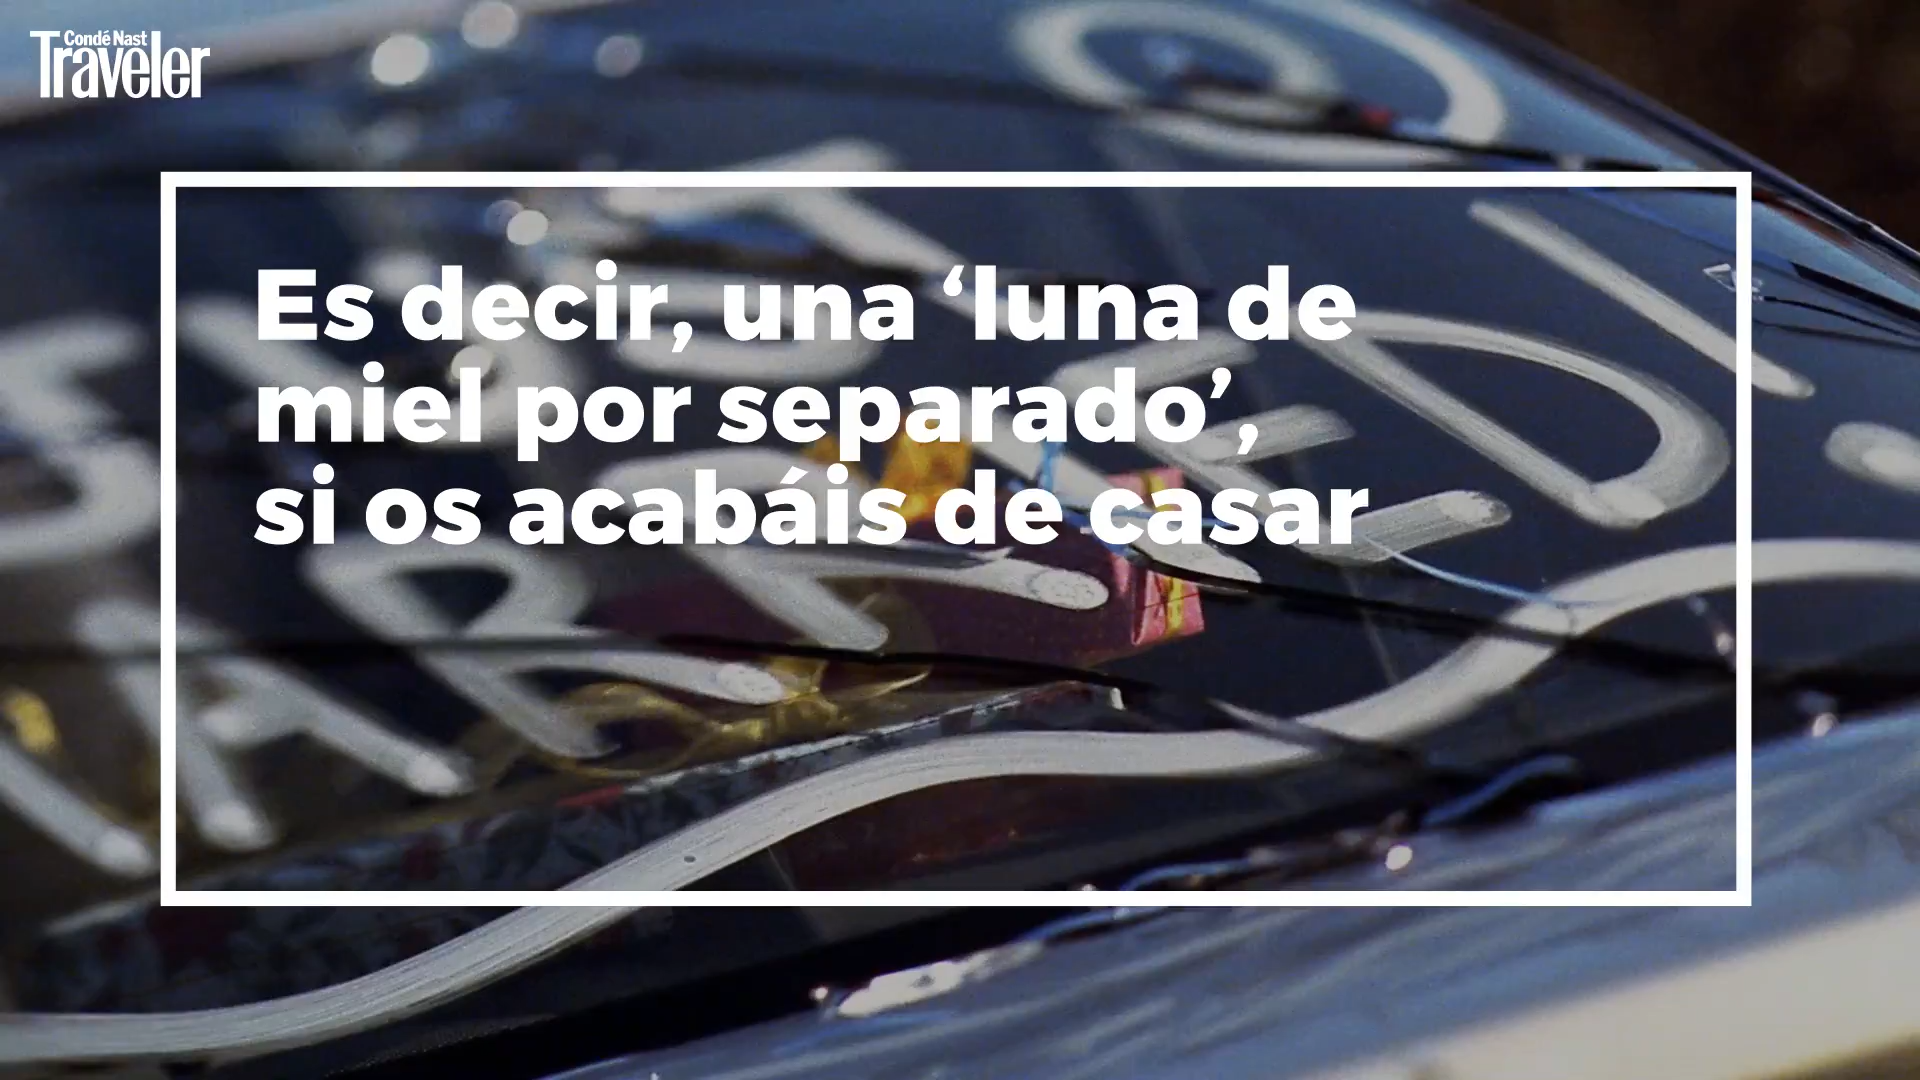 Condé Nast
Traveler
Es decir, una ‘luna de
miel por separado’,
si os acabáis de casar